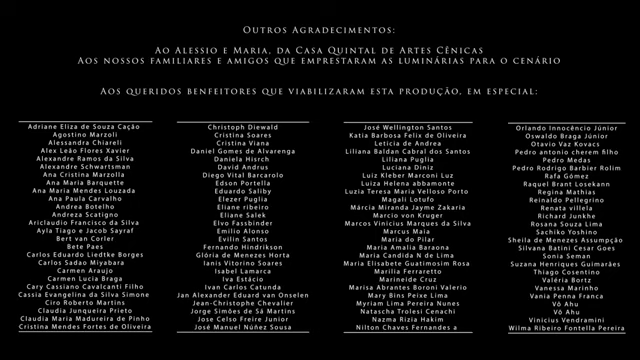 Outros Agradecimentos:
Ao Alessio e Maria, da Casa Quintal de Artes Cênicas
Aos nossos familiares e amigos que emprestaram as luminárias para o cenário
Aos queridos benfeitores que viabilizaram esta produção, em especial:
Adriane Eliza de Souza Cação
Agostino Marzoli
Alessandra Chiareli
Alex Leão Flores Xavier
Alexandre Ramos da Silva
Alexandre Schwartsman
Ana Cristina Marzolla
Ana Maria Barquette
Ana Maria Mendes Louzada
Ana Paula Carvalho
Andrea Botelho
Andreza Scatigno
Ariclaudio Francisco da Silva
Ayla Tiago e Jacob Sayraf
Bert van Corler
Bete Paes
Carlos Eduardo Liedtke Borges
Carlos Sadao Miyabara
Carmen Araujo
Carmen Lucia Braga
Cary Cassiano Cavalcanti Filho
Cassia Evangelina da Silva Simone
Ciro Roberto Martins
Claudia Junqueira Prieto
Claudia Maria Madureira de Pinho
Cristina Mendes Fortes de Oliveira
Christoph Diewald
Cristina Soares
Cristina Viana
Daniel Gomes de Alvarenga
Daniela Hisrch
David Andrus
Diego Vital Barcarolo
Edson Portella
Eduardo Saliby
Elezer Puglia
Eliane ribeiro
Eliane Salek
Elvo Fassbinder
Emilio Alonso
Evilin Santos
Fernando Hindrikson
Glória de Menezes Horta
Ianis Vitorino Soares
Isabel Lamarca
Iva Estácio
Ivan Carlos Catunda
Jan Alexander Eduard van Onselen
Jean-Christophe Chevalier
Jorge Simões de Sá Martins
Jose Celso Freire Junior
José Manuel Núñez Sousa
José Wellington Santos
Katia Barbosa Felix de Oliveira
Leticia de Andrea
Liliana Baldan Cabral dos Santos
Liliana Puglia
Luciana Diniz
Luiz Kleber Marconi Luz
Luiza Helena abbamonte
Luzia Teresa Maria Velloso Porto
Magali Lotufo
Márcia Miranda Jayme Zakaria
Marcio von Kruger
Marcos Vinicius Marques da Silva
Marcus Maia
Maria do Pilar
Maria Amalia Baraona
Maria Candida N de Lima
Maria Elisabete Guatimosim Rosa
Marilia Ferraretto
Marineide Cruz
Marisa Abrantes Boroni Valerio
Mary Bins Peixe Lima
Myriam Lima Pereira Nunes
Natascha Trolesi Cenachi
Nazma Rizia Hakim
Nilton Chaves Fernandes a
Orlando Innocêncio Júnior
Oswaldo Braga Júnior
Otavio Vaz Kovacs
Pedro antonio cherem filho
Pedro Medas
Pedro Rodrigo Barbier Rolim
Rafa Gómez
Raquel Brant Losekann
Regina Mathias
Reinaldo Pellegrino
Renata villela
Richard Junkhe
Rosana Souza Lima
Sachiko Yoshino
Sheila de Menezes Assumpção
Silvana Batini Cesar Goes
Sonia Seman
Suzana Henriques Guimarães
Thiago Cosentino
Valéria Bortz
Vanessa Marinho
Vania Penna Franca
Vô Ahu
Vó Ahu
Vinicius Vendramini
Wilma Ribeiro Fontella Pereira